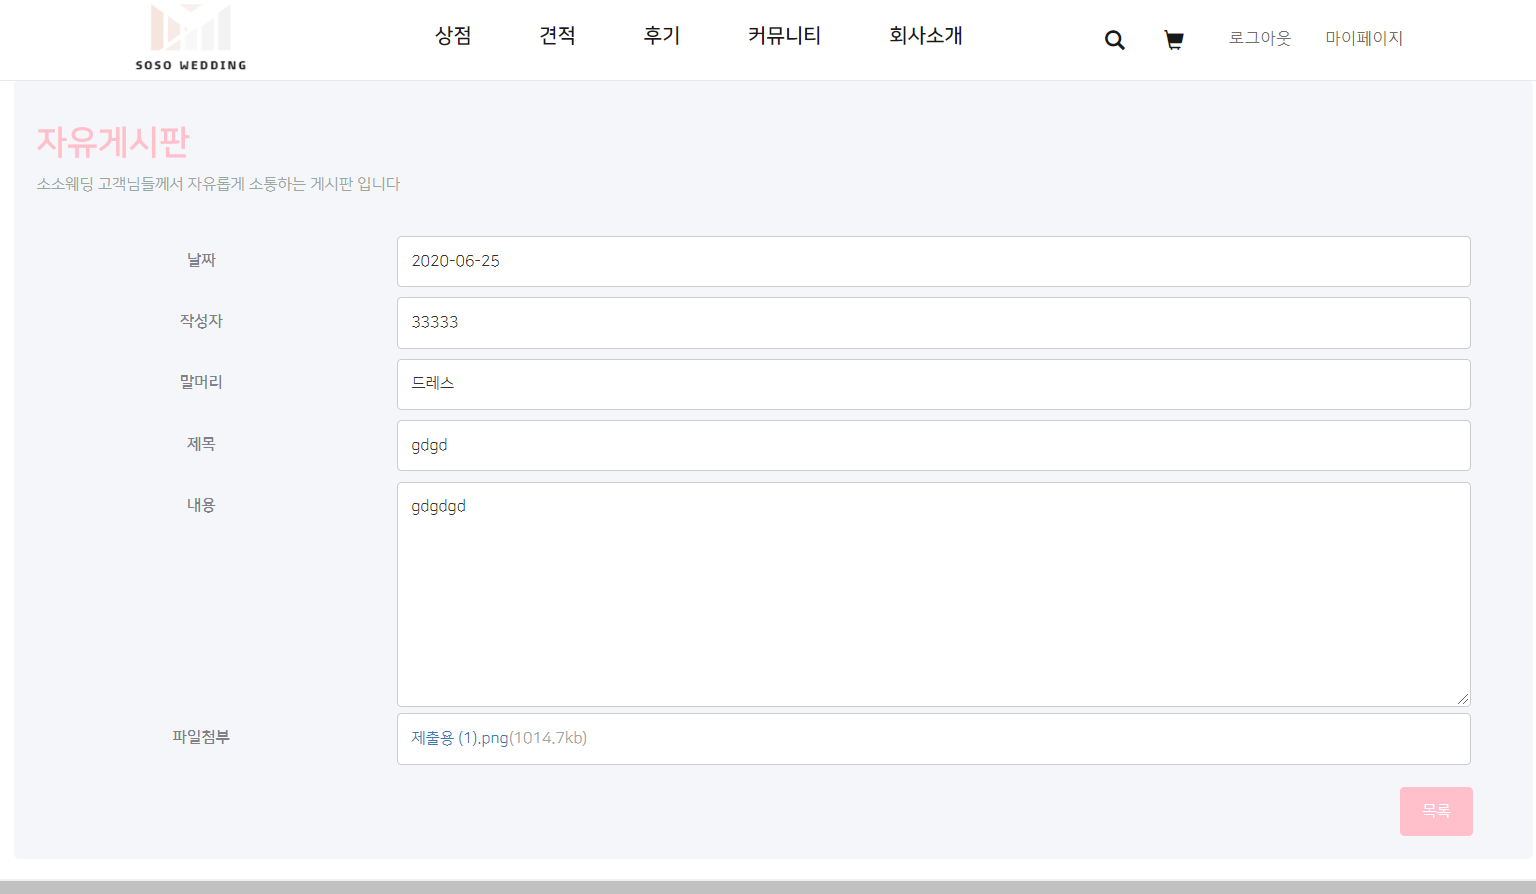 SOSO WEDDING
상점 견적 후기 커뮤니티 회사소개 로그아웃 마이페이지
자유게시판
소소웨딩 고객님들께서 자유롭게 소통하는 게시판 입니다
날짜 2020-06-25
작성자 33333
말머리 드레스
제목 gdgd
내용 gdgdgd
파일첨부 제출용 (1).png(1014.7kb)
목록